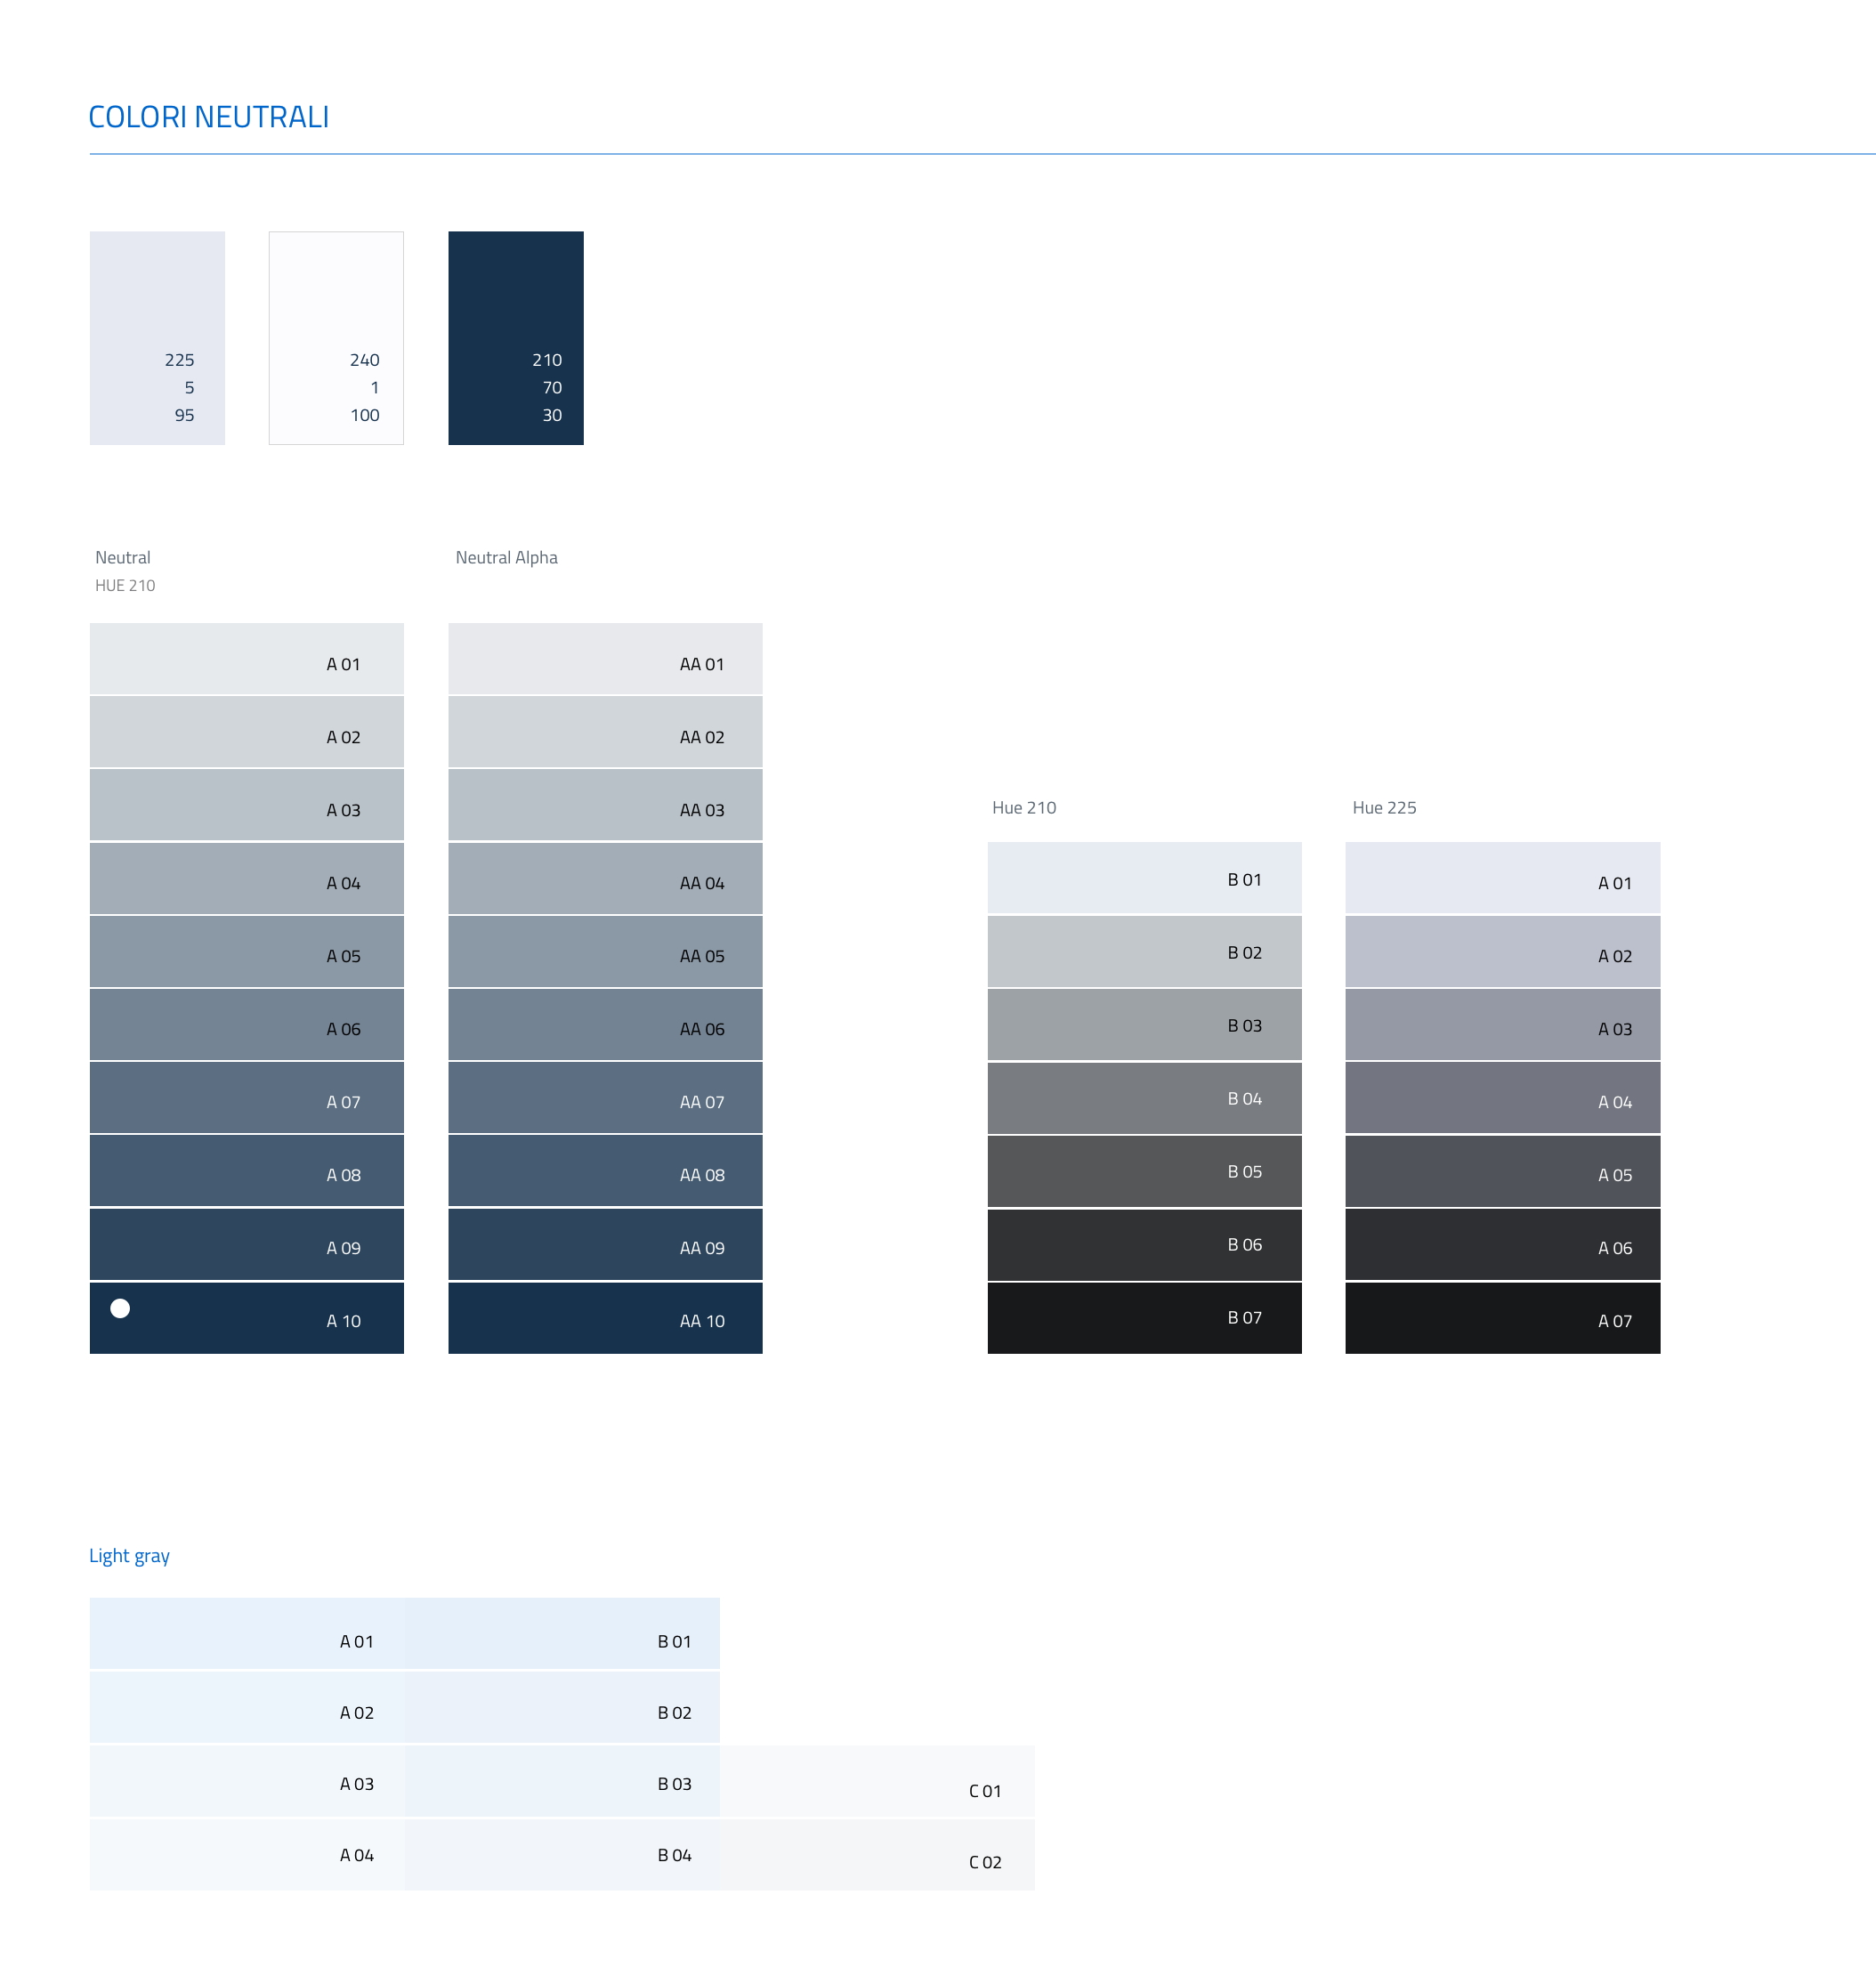 COLORI NEUTRALI
225
5
95
240
1
100
210
70
30
Neutral
HUE 210
A 01
A 02
A 03
A 04
A 05
A 06
A 07
A 08
A 09
A 10
Neutral Alpha
AA 01
AA 02
AA 03
AA 04
AA 05
AA 06
AA 07
AA 08
AA 09
AA 10
Hue 210
B 01
B 02
B 03
B 04
B 05
B 06
B 07
Hue 225
A 01
A 02
A 03
A 04
A 05
A 06
A 07
Light gray
A 01
A 02
A 03
A 04
B 01
B 02
B 03
B 04
C 01
C 02